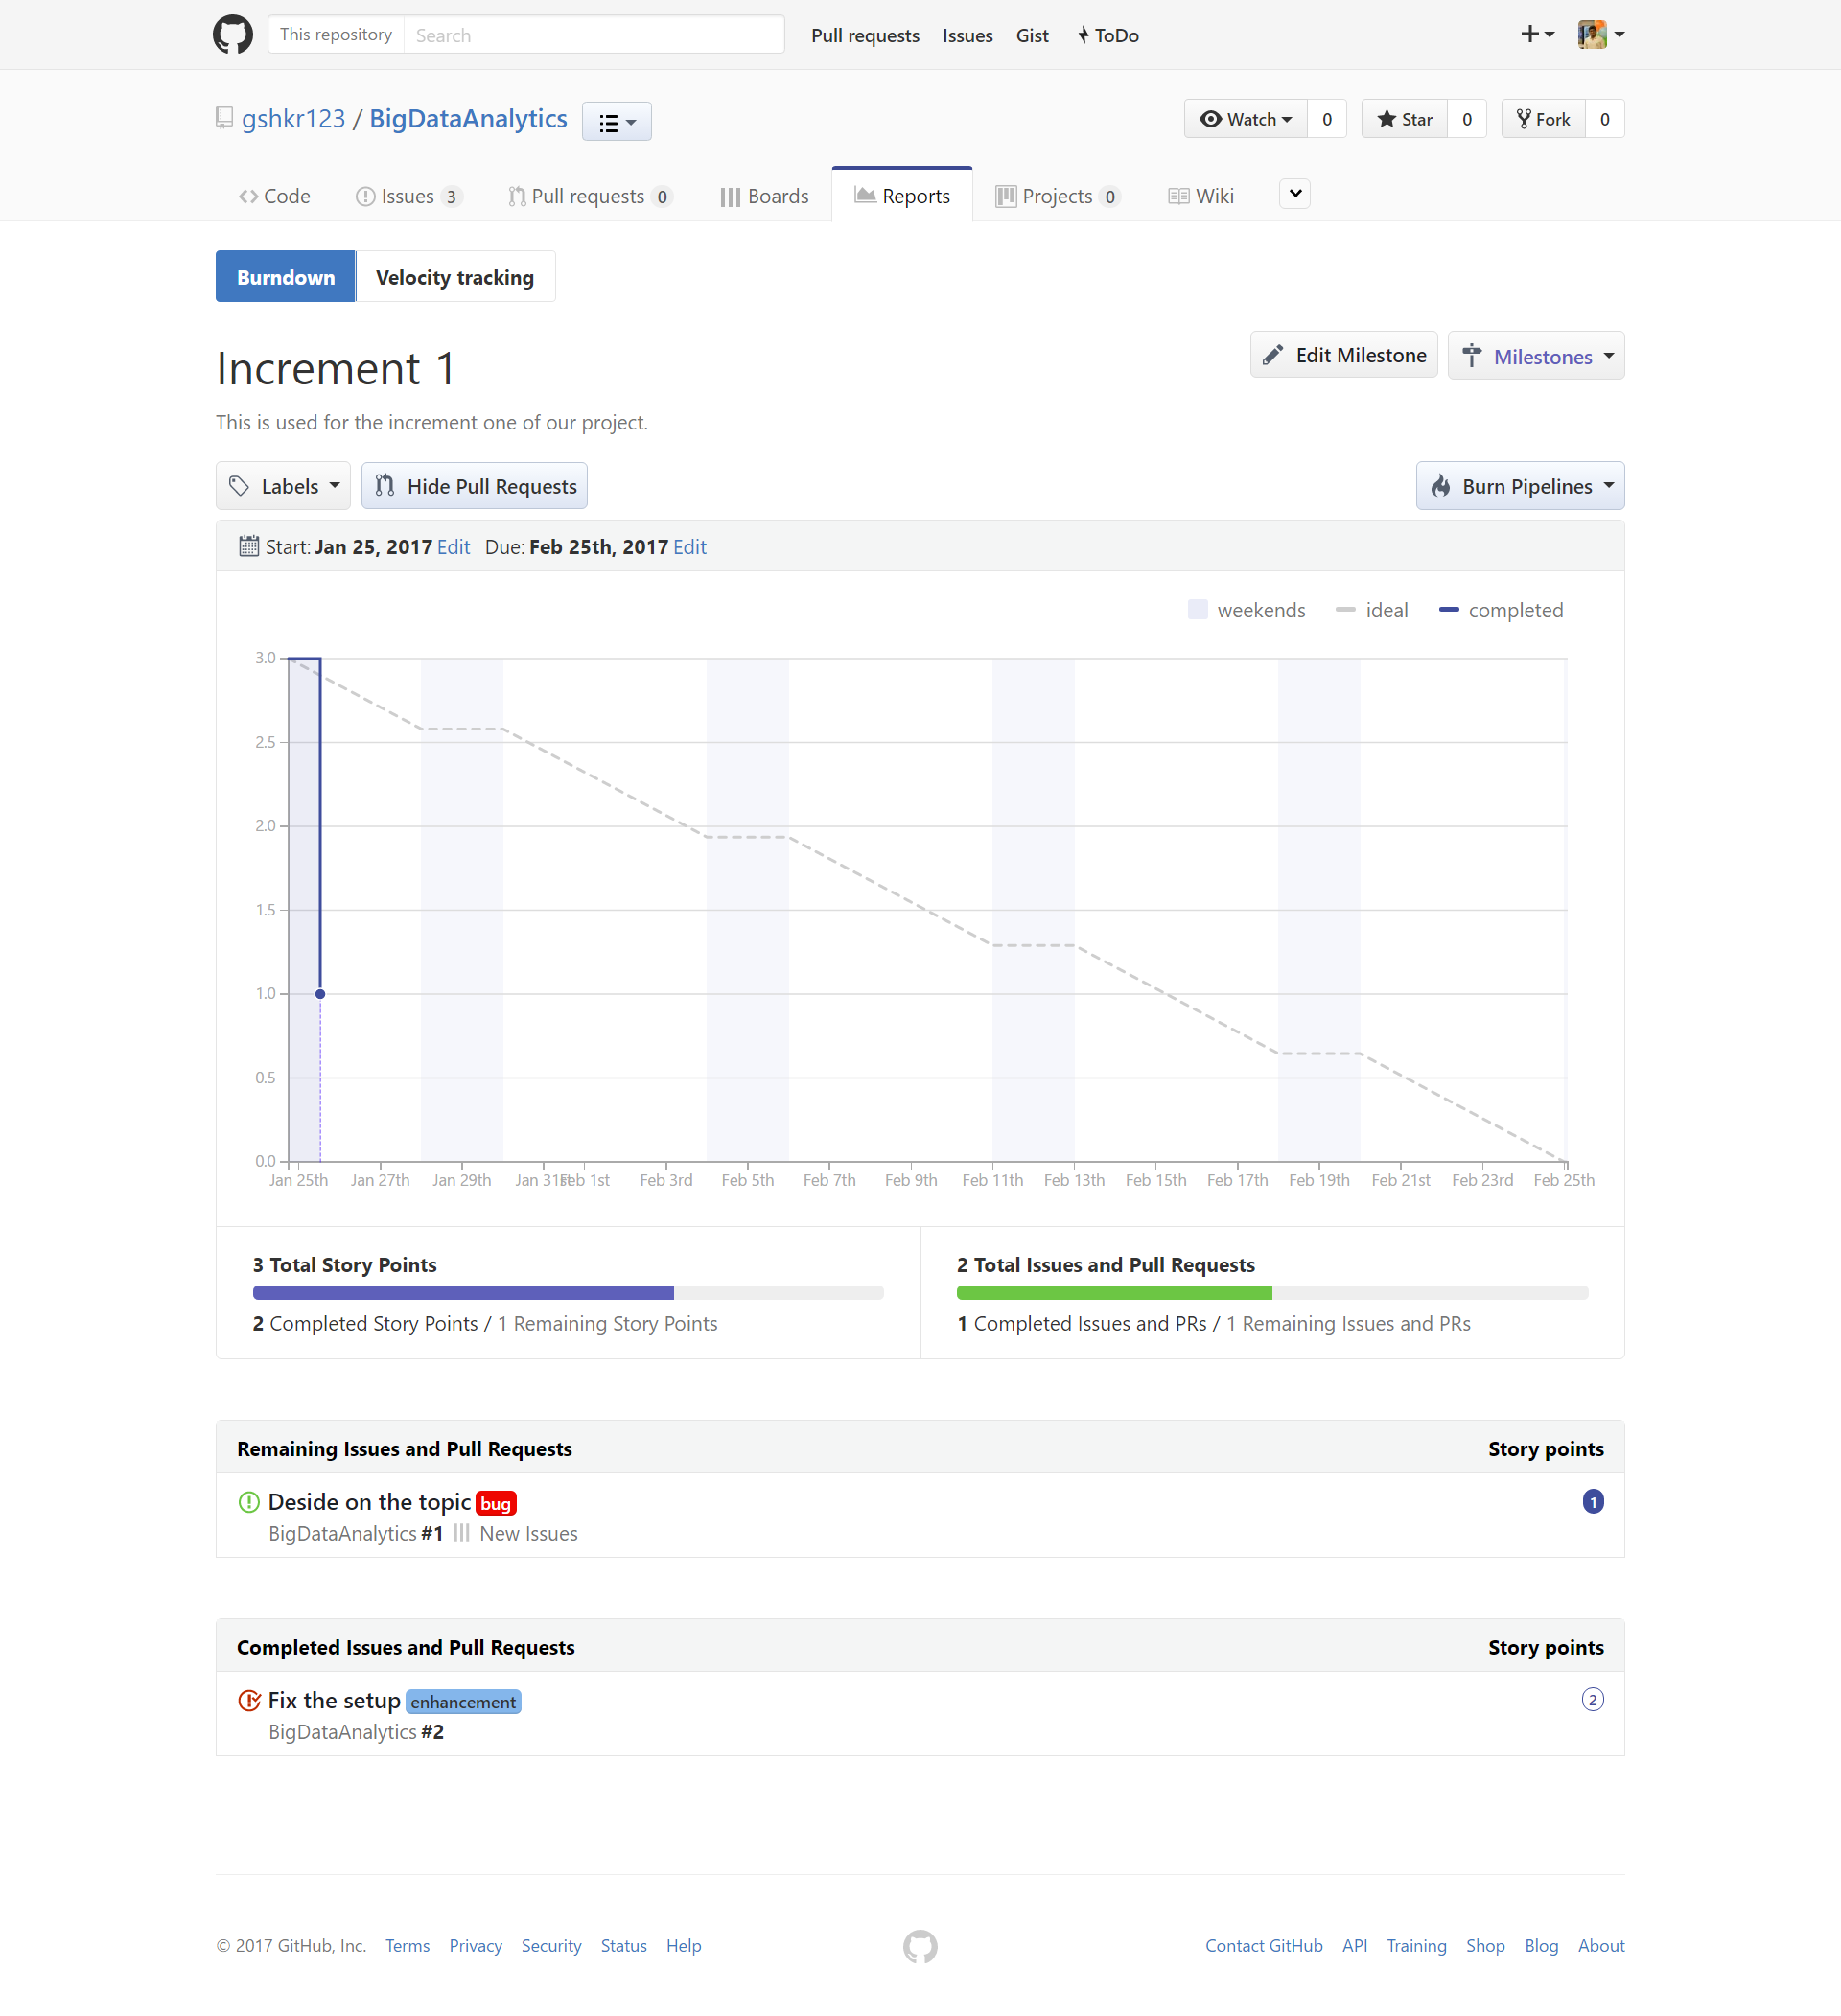 This repository Search Pull requests Issues Gist ToDo
gshkr123 / BigDataAnalytics Watch 0 Star 0 Fork 0
Code Issues 3 Pull requests 0 Boards Reports Projects 0 Wiki
Burndown Velocity tracking
Increment 1 Edit Milestone Milestones
This is used for the increment one of our project.
Labels Hide Pull Requests Burn Pipelines
Start: Jan 25, 2017 Edit Due: Feb 25th, 2017 Edit
weekends ideal completed
3.0
2.5
2.0
1.5
1.0
0.5
0.0
Jan 25th Jan 27th Jan 29th Jan 31st Feb 1st Feb 3rd Feb 5th Feb 7th Feb 9th Feb 11th Feb 13th Feb 15th Feb 17th Feb 19th Feb 21st Feb 23rd Feb 25th
3 Total Story Points
2 Completed Story Points / 1 Remaining Story Points
2 Total Issues and Pull Requests
1 Completed Issues and PRs / 1 Remaining Issues and PRs
Remaining Issues and Pull Requests Story points
Deside on the topic bug 1
BigDataAnalytics #1 New Issues
Completed Issues and Pull Requests Story points
Fix the setup enhancement 2
BigDataAnalytics #2
© 2017 GitHub, Inc. Terms Privacy Security Status Help Contact GitHub API Training Shop Blog About